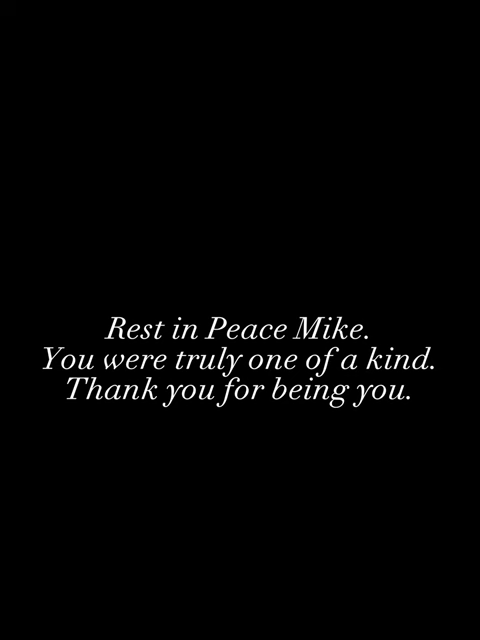 Rest in Peace Mike.
You were truly one of a kind.
Thank you for being you.